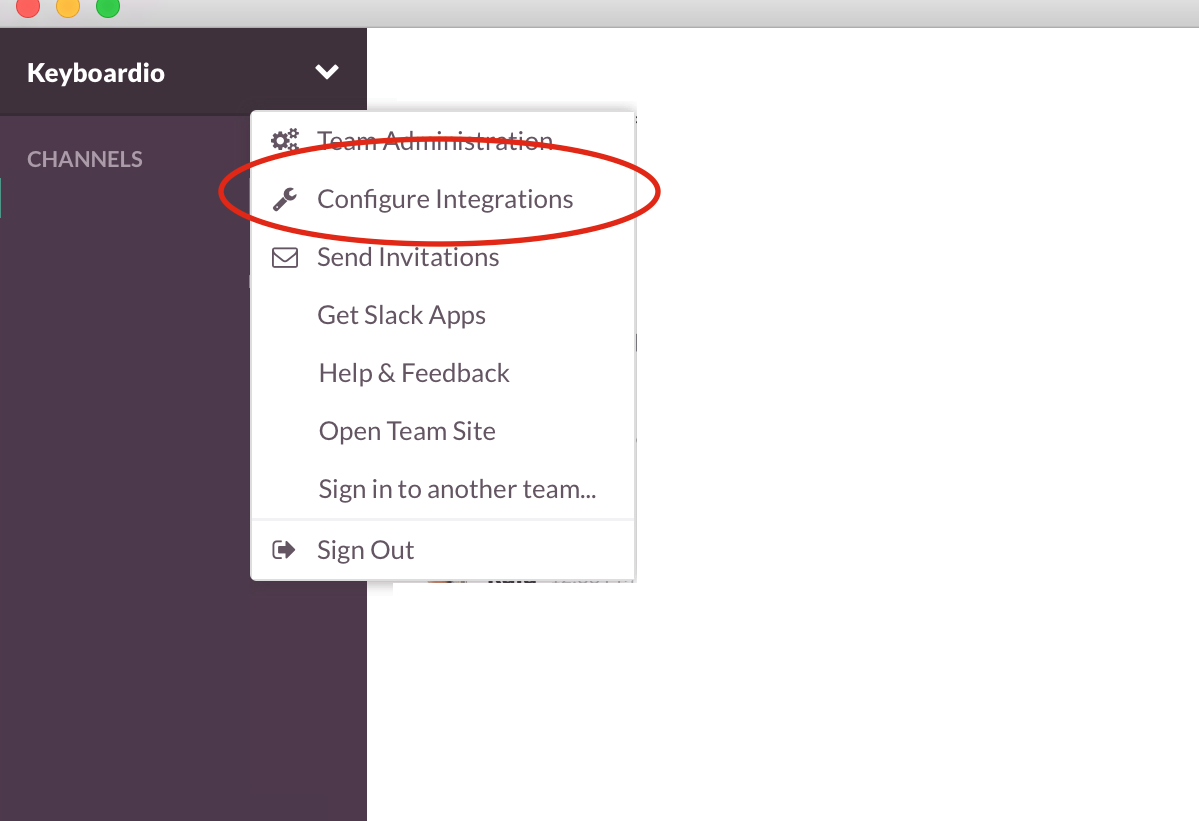 Keyboardio
CHANNELS
Team Administration
Configure Integrations
Send Invitations
Get Slack Apps
Help & Feedback
Open Team Site
Sign in to another team...
Sign Out